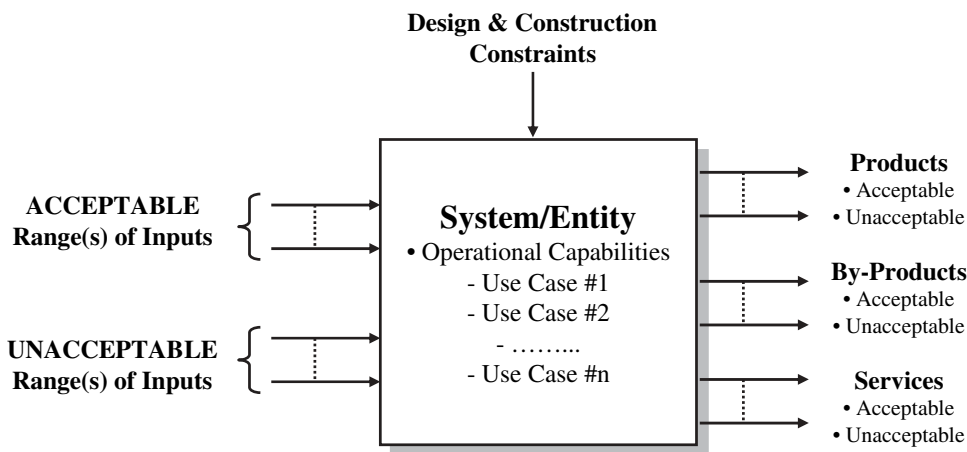 Design & Construction
Constraints
ACCEPTABLE
Range(s) of Inputs
UNACCEPTABLE
Range(s) of Inputs
System/Entity
• Operational Capabilities
- Use Case #1
- Use Case #2
- ……...
- Use Case #n
Products
• Acceptable
• Unacceptable
By-Products
• Acceptable
• Unacceptable
Services
• Acceptable
• Unacceptable